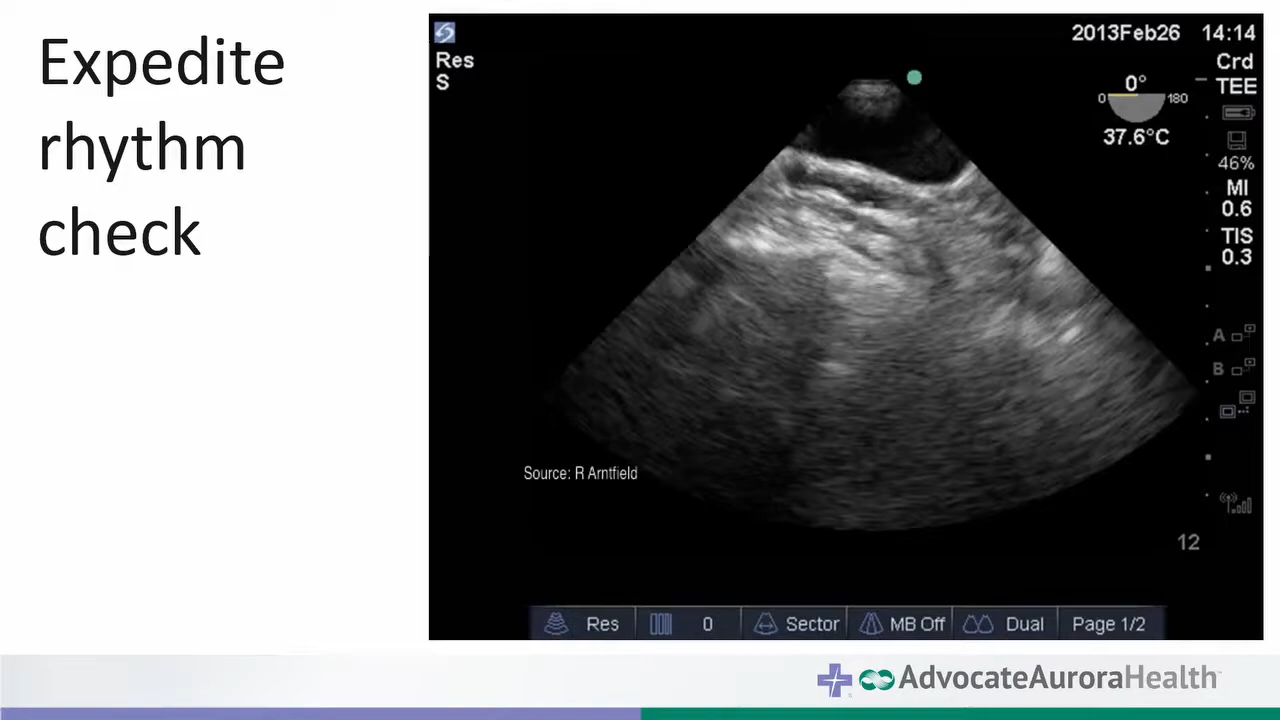 Expedite
rhythm
check
2013Feb26 14:14
Res
S
Crd
TEE
0°
0 180
37.6°C
46%
MI
0.6
TIS
0.3
A
B
Source: R Arntfield
12
Res 0 Sector MB Off Dual Page 1/2
AdvocateAuroraHealth™